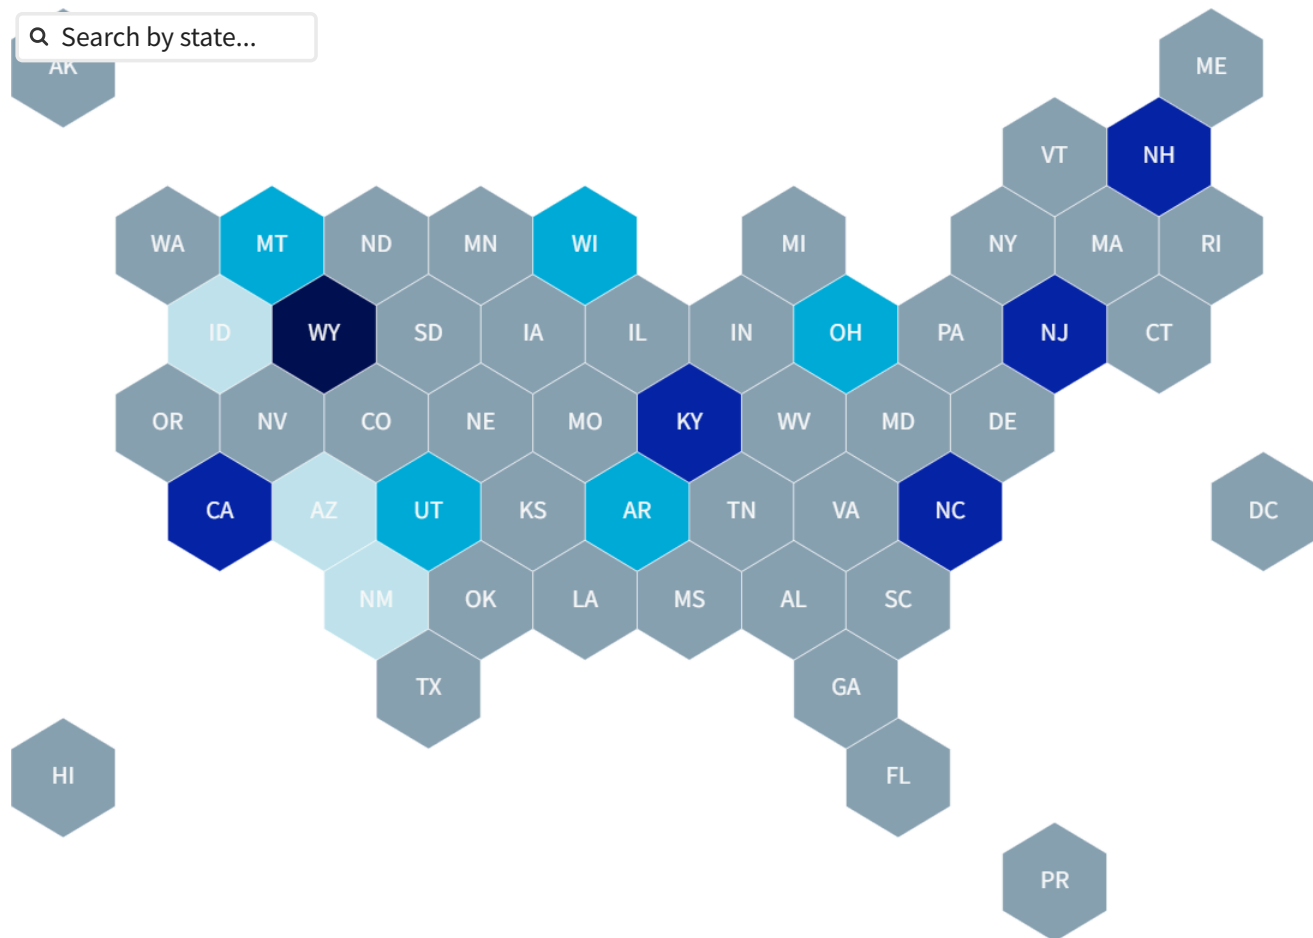 Search by state...
AK
ME
VT NH
WA MT ND MN WI MI NY MA RI
ID WY SD IA IL IN OH PA NJ CT
OR NV CO NE MO KY WV MD DE
CA AZ UT KS AR TN VA NC DC
NM OK LA MS AL SC
TX GA
HI FL
PR